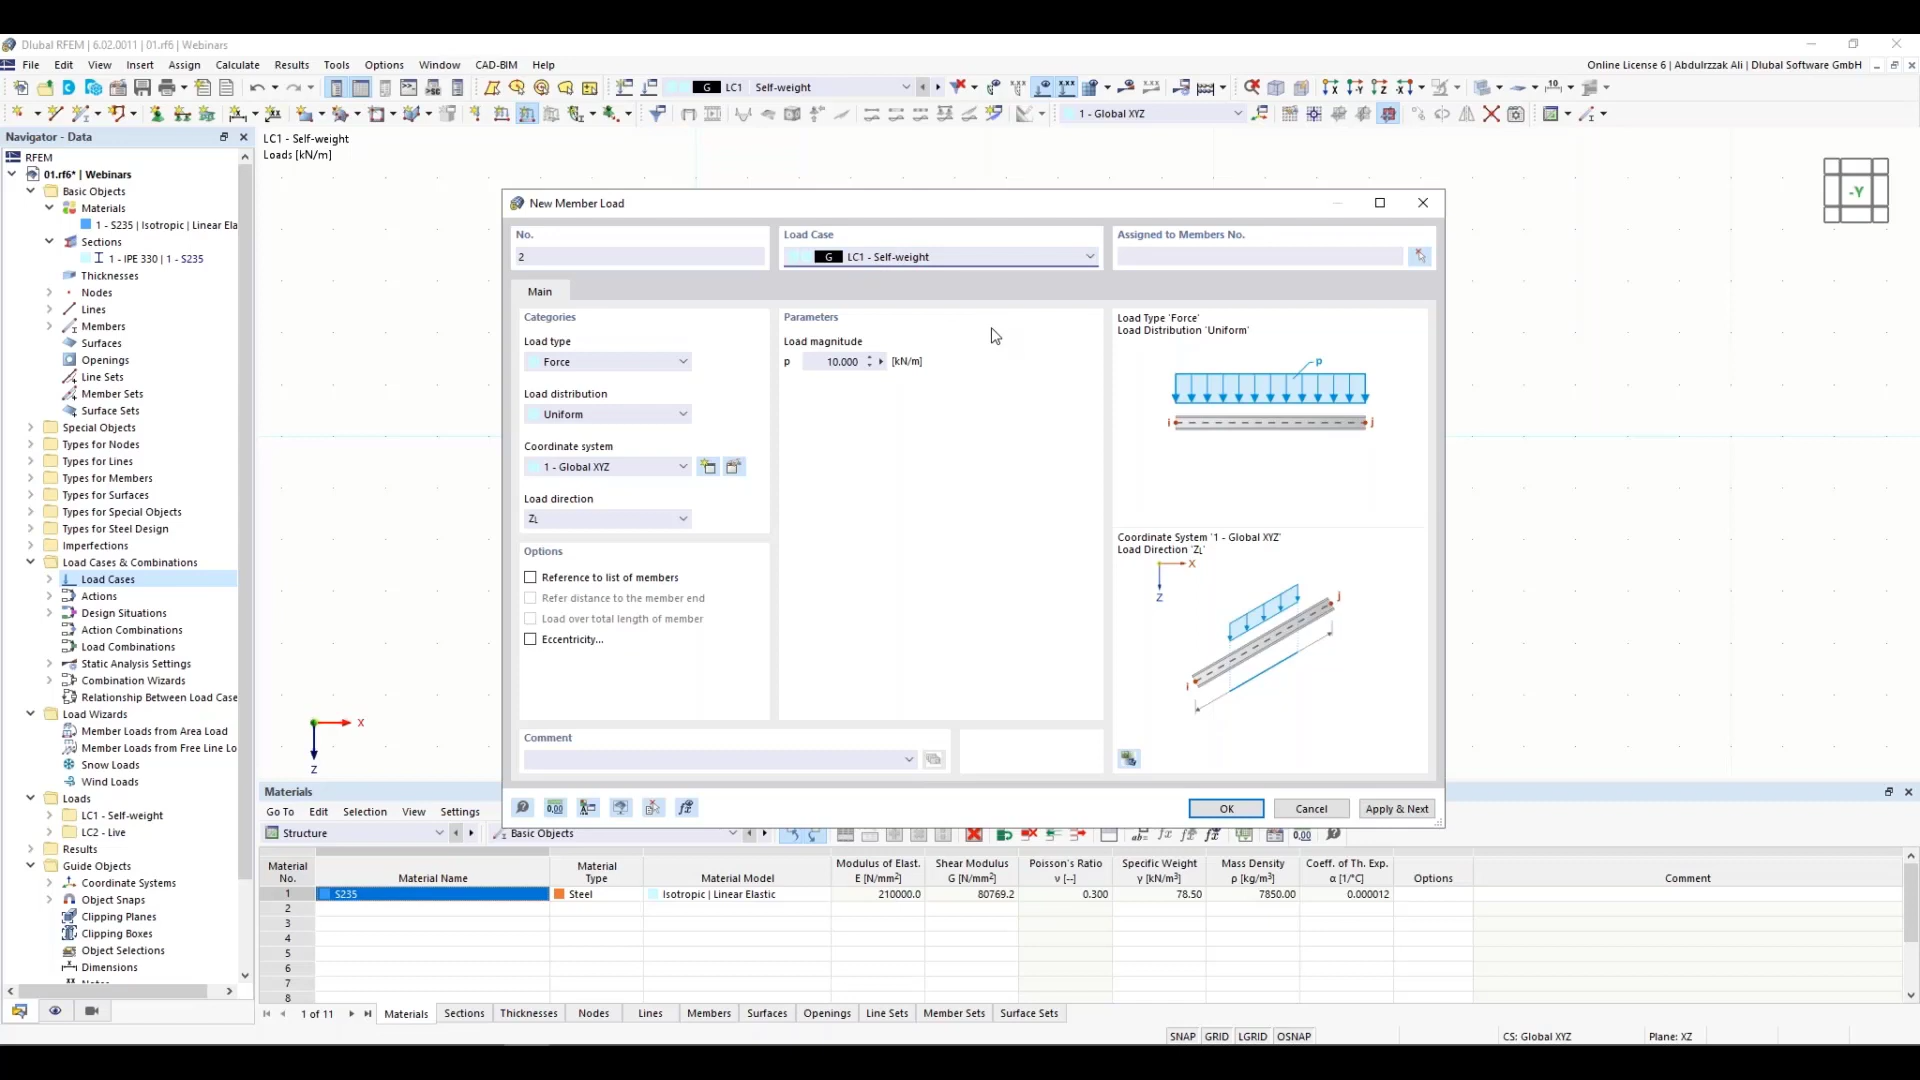 Dlubal RFEM | 6.02.0011 | 01.rf6 | Webinars
File Edit View Insert Assign Calculate Results Tools Options Window CAD-BIM Help
Online License 6 | Abdulrzzak Ali | Dlubal Software GmbH
G LC1 Self-weight
1 - Global XYZ
Navigator - Data
RFEM
01.rf6* | Webinars
Basic Objects
Materials
1 - S235 | Isotropic | Linear Ela
Sections
1 - IPE 330 | 1 - S235
Thicknesses
Nodes
Lines
Members
Surfaces
Openings
Line Sets
Member Sets
Surface Sets
Special Objects
Types for Nodes
Types for Lines
Types for Members
Types for Surfaces
Types for Special Objects
Types for Steel Design
Imperfections
Load Cases & Combinations
Load Cases
Actions
Design Situations
Action Combinations
Load Combinations
Static Analysis Settings
Combination Wizards
Relationship Between Load Case
Load Wizards
Member Loads from Area Load
Member Loads from Free Line Lo
Snow Loads
Wind Loads
Loads
LC1 - Self-weight
LC2 - Live
Results
Guide Objects
Coordinate Systems
Object Snaps
Clipping Planes
Clipping Boxes
Object Selections
Dimensions
LC1 - Self-weight
Loads [kN/m]
-Y
X
Z
New Member Load
No.
2
Load Case
G LC1 - Self-weight
Assigned to Members No.
Main
Categories
Load type
Force
Load distribution
Uniform
Coordinate system
1 - Global XYZ
Load direction
ZL
Options
Reference to list of members
Refer distance to the member end
Load over total length of member
Eccentricity...
Parameters
Load magnitude
p 10.000 [kN/m]
Load Type 'Force'
Load Distribution 'Uniform'
p
i j
Coordinate System '1 - Global XYZ'
Load Direction 'ZL'
X
Z
j
i
Comment
OK Cancel Apply & Next
Materials
Go To Edit Selection View Settings
Structure
Basic Objects
Material No. Material Name Material Type Material Model Modulus of Elast. E [N/mm²] Shear Modulus G [N/mm²] Poisson's Ratio ν [--] Specific Weight γ [kN/m³] Mass Density ρ [kg/m³] Coeff. of Th. Exp. α [1/°C] Options Comment
1 S235 Steel Isotropic | Linear Elastic 210000.0 80769.2 0.300 78.50 7850.00 0.000012
2
3
4
5
6
7
8
1 of 11 Materials Sections Thicknesses Nodes Lines Members Surfaces Openings Line Sets Member Sets Surface Sets
SNAP GRID LGRID OSNAP CS: Global XYZ Plane: XZ